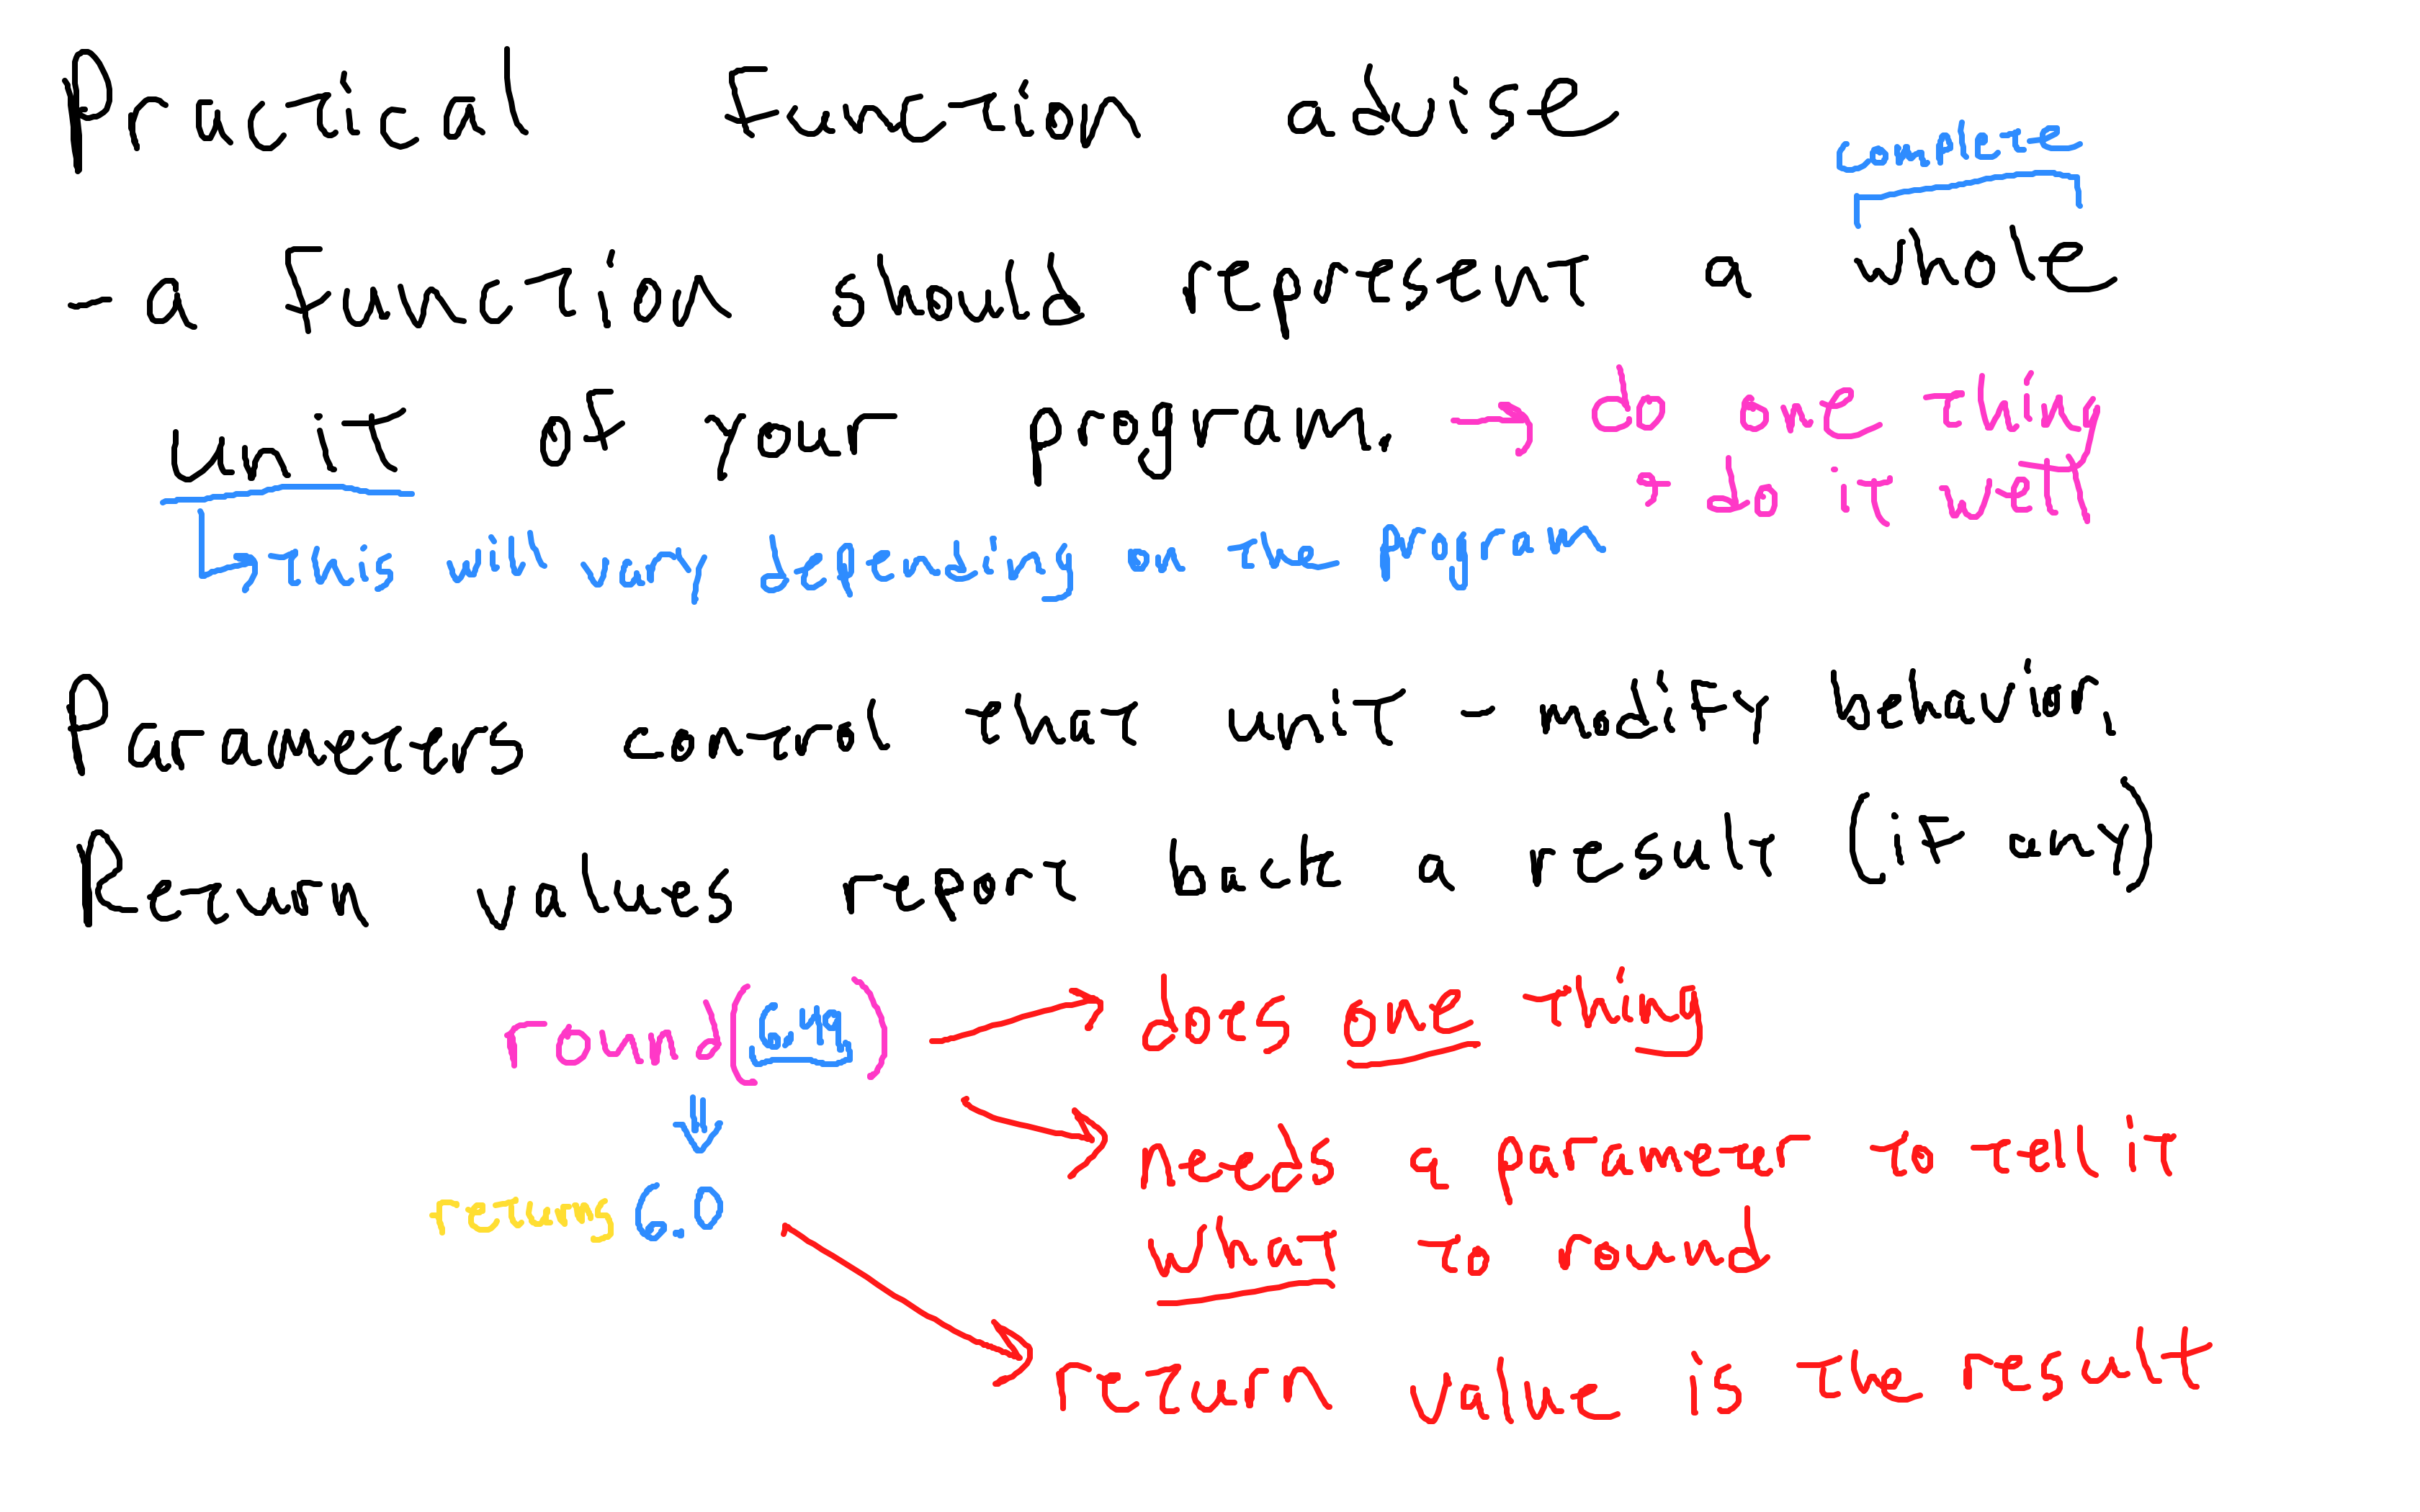 Practical function advise
complete
- a function should represent a whole
unit of your program. → do one thing
+ do it well
this will vary depending on the program
Parameters control that unit - modify behavior.
Return values report back a result (if any)
round(6.49) → does one thing
needs a parameter to tell it
what to round
returns 6.0
return value is the result